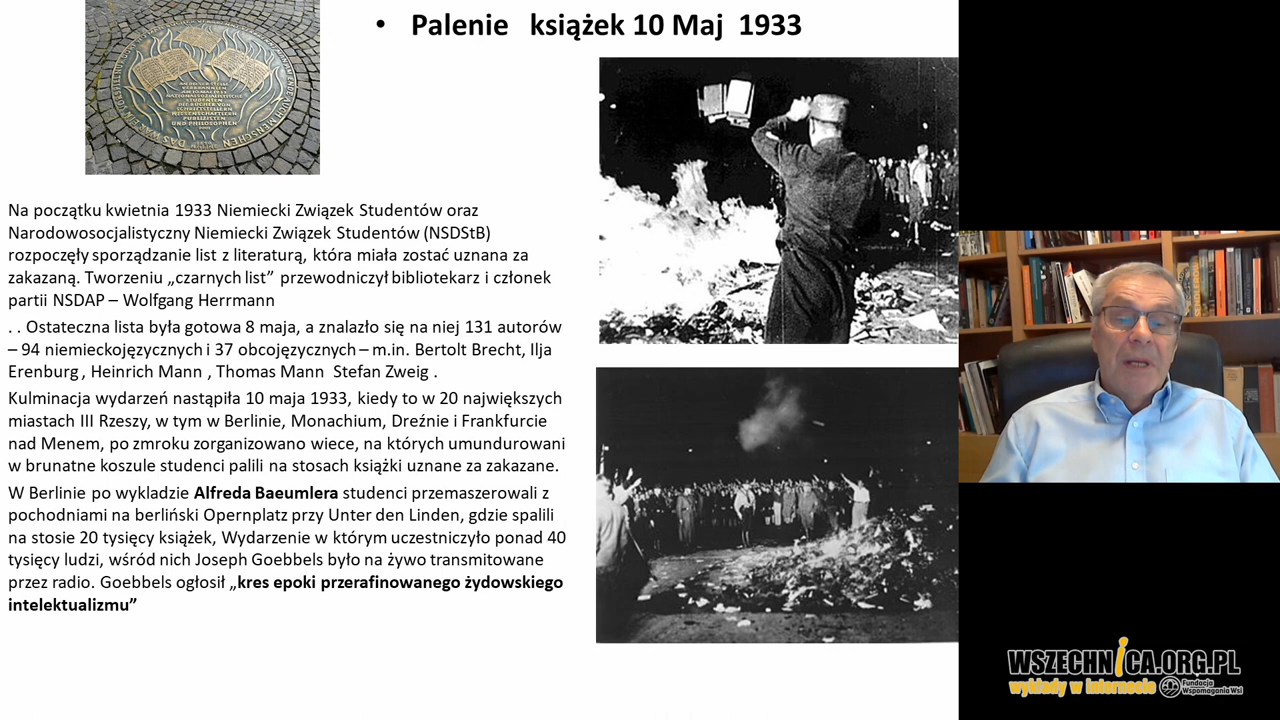 • Palenie książek 10 Maj 1933
Na początku kwietnia 1933 Niemiecki Związek Studentów oraz
Narodowosocjalistyczny Niemiecki Związek Studentów (NSDStB)
rozpoczęły sporządzanie list z literaturą, która miała zostać uznana za
zakazaną. Tworzeniu „czarnych list” przewodniczył bibliotekarz i członek
partii NSDAP – Wolfgang Herrmann
. . Ostateczna lista była gotowa 8 maja, a znalazło się na niej 131 autorów
– 94 niemieckojęzycznych i 37 obcojęzycznych – m.in. Bertolt Brecht, Ilja
Erenburg , Heinrich Mann , Thomas Mann Stefan Zweig .
Kulminacja wydarzeń nastąpiła 10 maja 1933, kiedy to w 20 największych
miastach III Rzeszy, w tym w Berlinie, Monachium, Dreźnie i Frankfurcie
nad Menem, po zmroku zorganizowano wiece, na których umundurowani
w brunatne koszule studenci palili na stosach książki uznane za zakazane.
W Berlinie po wykladzie Alfreda Baeumlera studenci przemaszerowali z
pochodniami na berliński Opernplatz przy Unter den Linden, gdzie spalili
na stosie 20 tysięcy książek, Wydarzenie w którym uczestniczyło ponad 40
tysięcy ludzi, wśród nich Joseph Goebbels było na żywo transmitowane
przez radio. Goebbels ogłosił „kres epoki przerafinowanego żydowskiego
intelektualizmu”
WSZECHNICA.ORG.PL
wykłady w internecie
Fundacja
Wspomagania Wsi